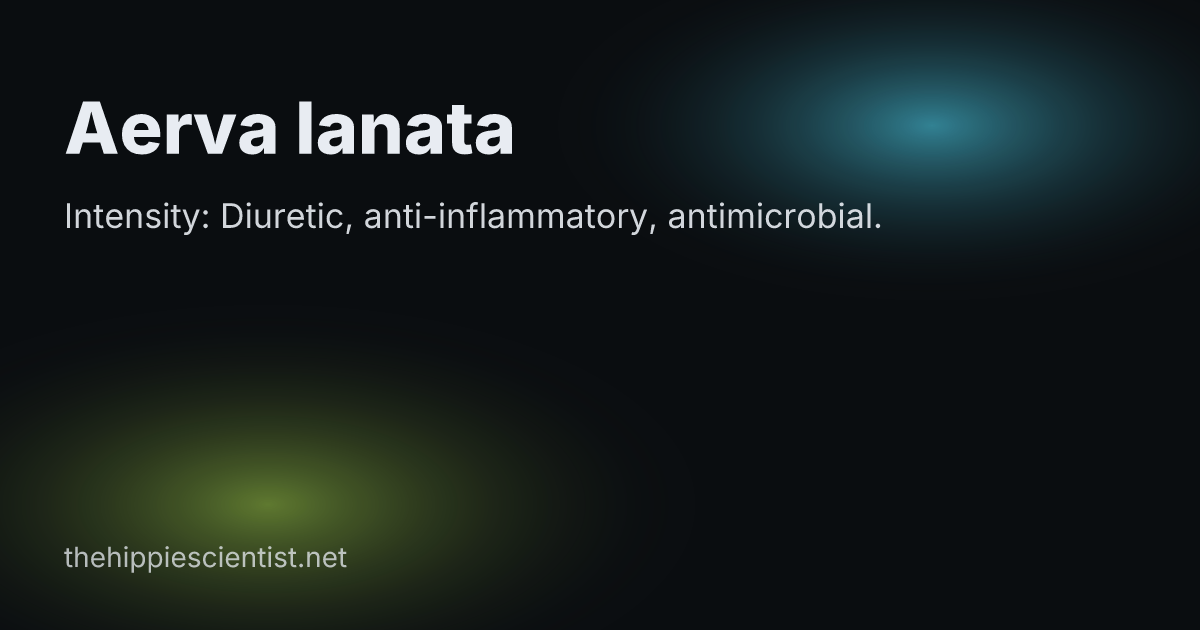 Aerva lanata
Intensity: Diuretic, anti-inflammatory, antimicrobial.
thehippiescientist.net